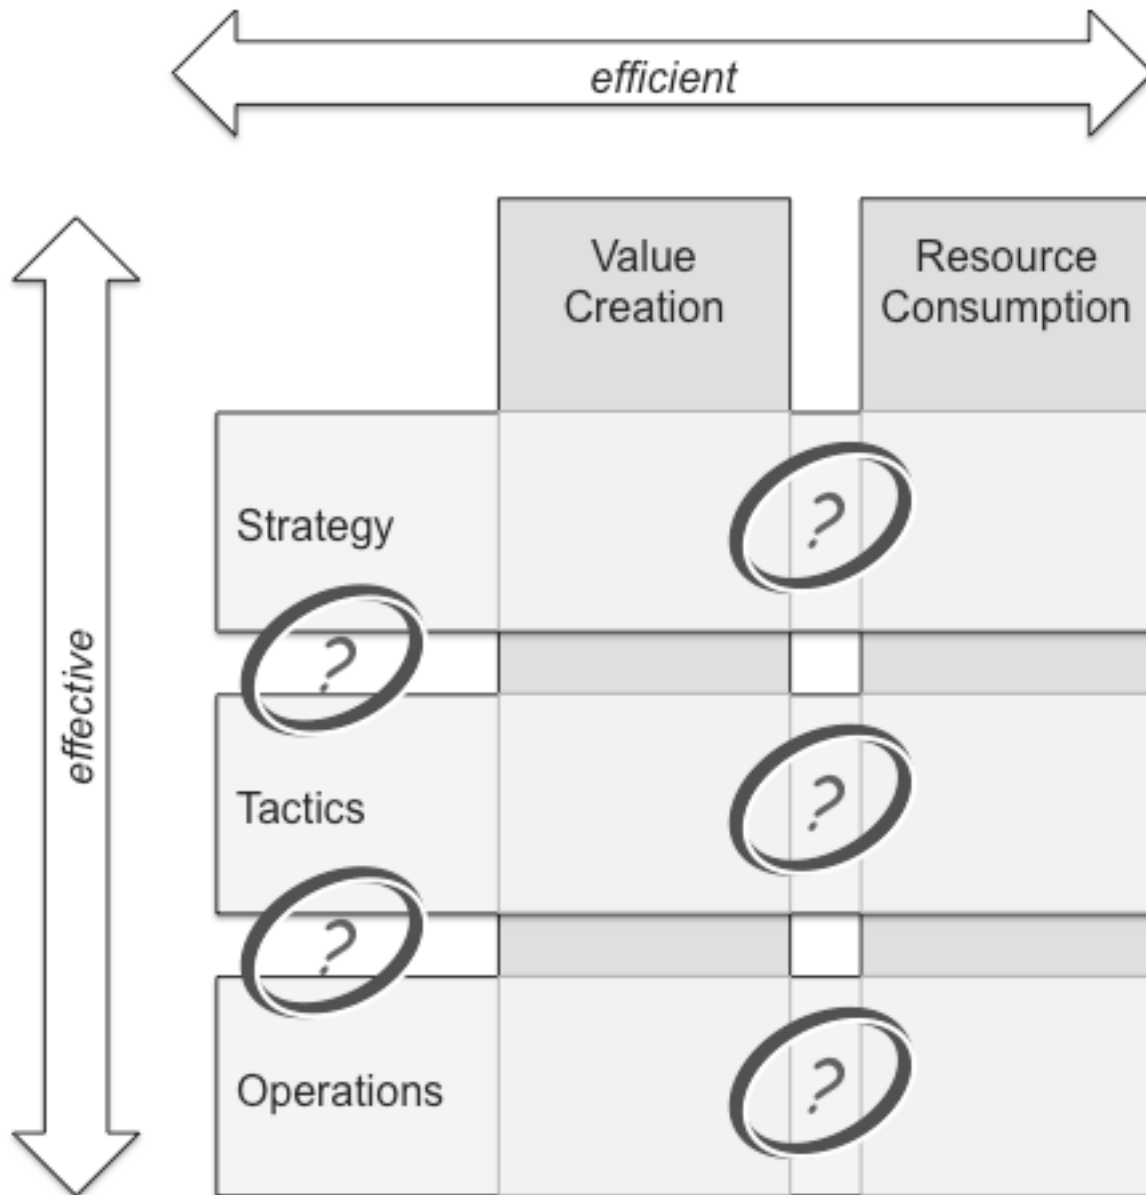 efficient
Value
Creation
Resource
Consumption
effective
Strategy
?
?
Tactics
?
?
Operations
?